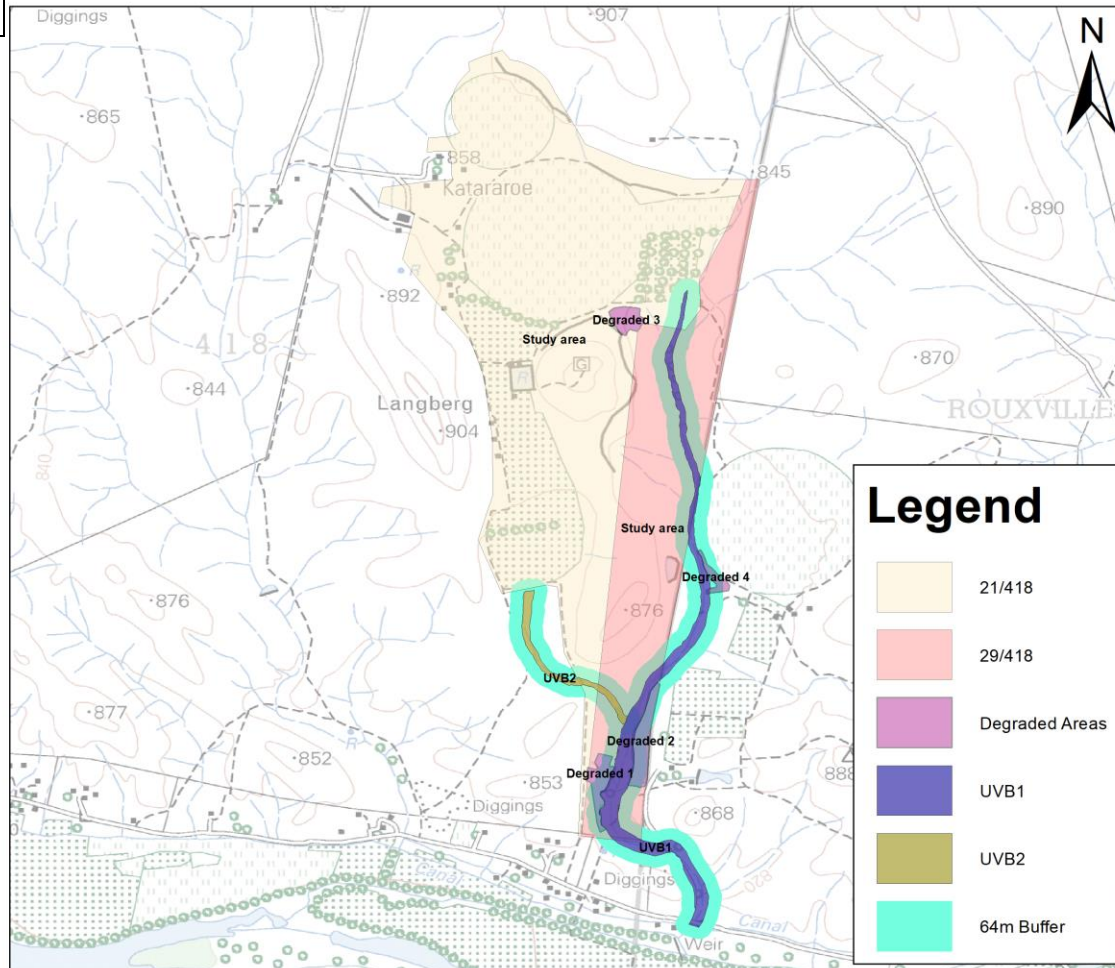 Diggings
907
N
865
858
845
Katararoe
890
R
892
Degraded 3
Study area
418
G
R
870
844
Langberg
904
ROUXVILLE
840
Legend
21/418
Study area
Degraded 4
29/418
876
876
UVB2
Degraded Areas
877
R
Degraded 2
852
Degraded 1
888
UVB1
853
Diggings
868
UVB1
820
UVB2
Canal
Diggings
Canal
64m Buffer
Weir